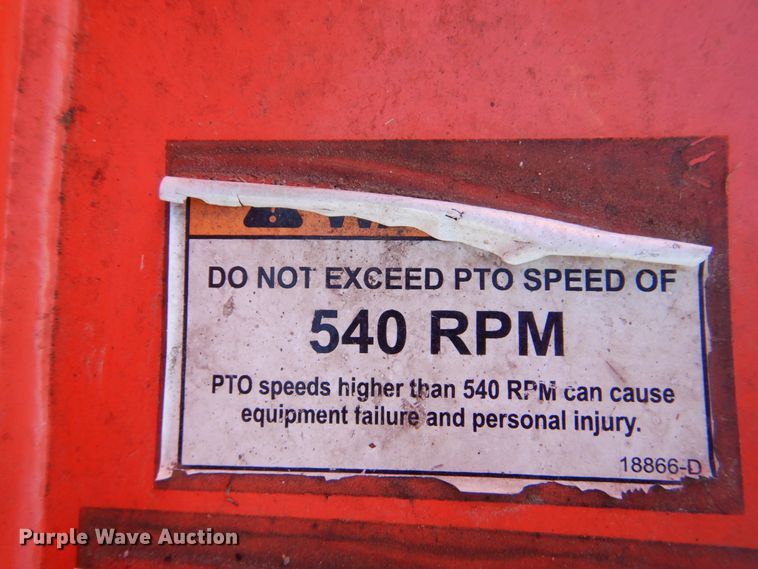 DO NOT EXCEED PTO SPEED OF
540 RPM
PTO speeds higher than 540 RPM can cause
equipment failure and personal injury.
18866-D
Purple Wave Auction